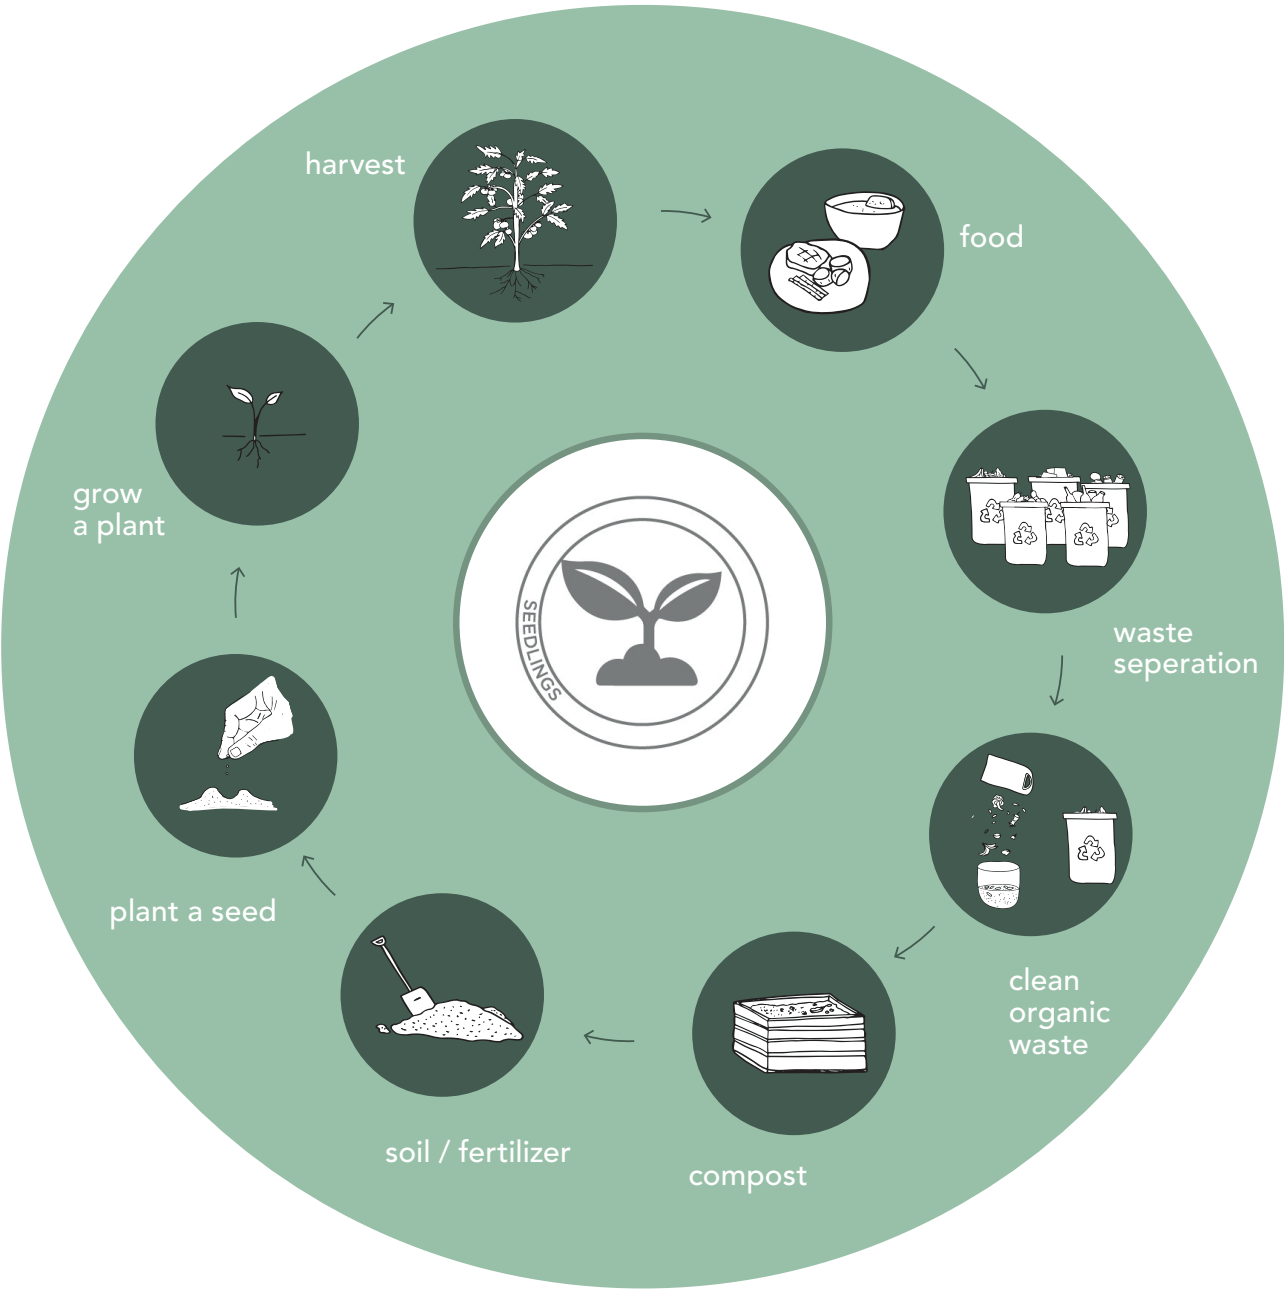 harvest
food
grow
a plant
SEEDLINGS
waste
seperation
plant a seed
clean
organic
waste
soil / fertilizer
compost